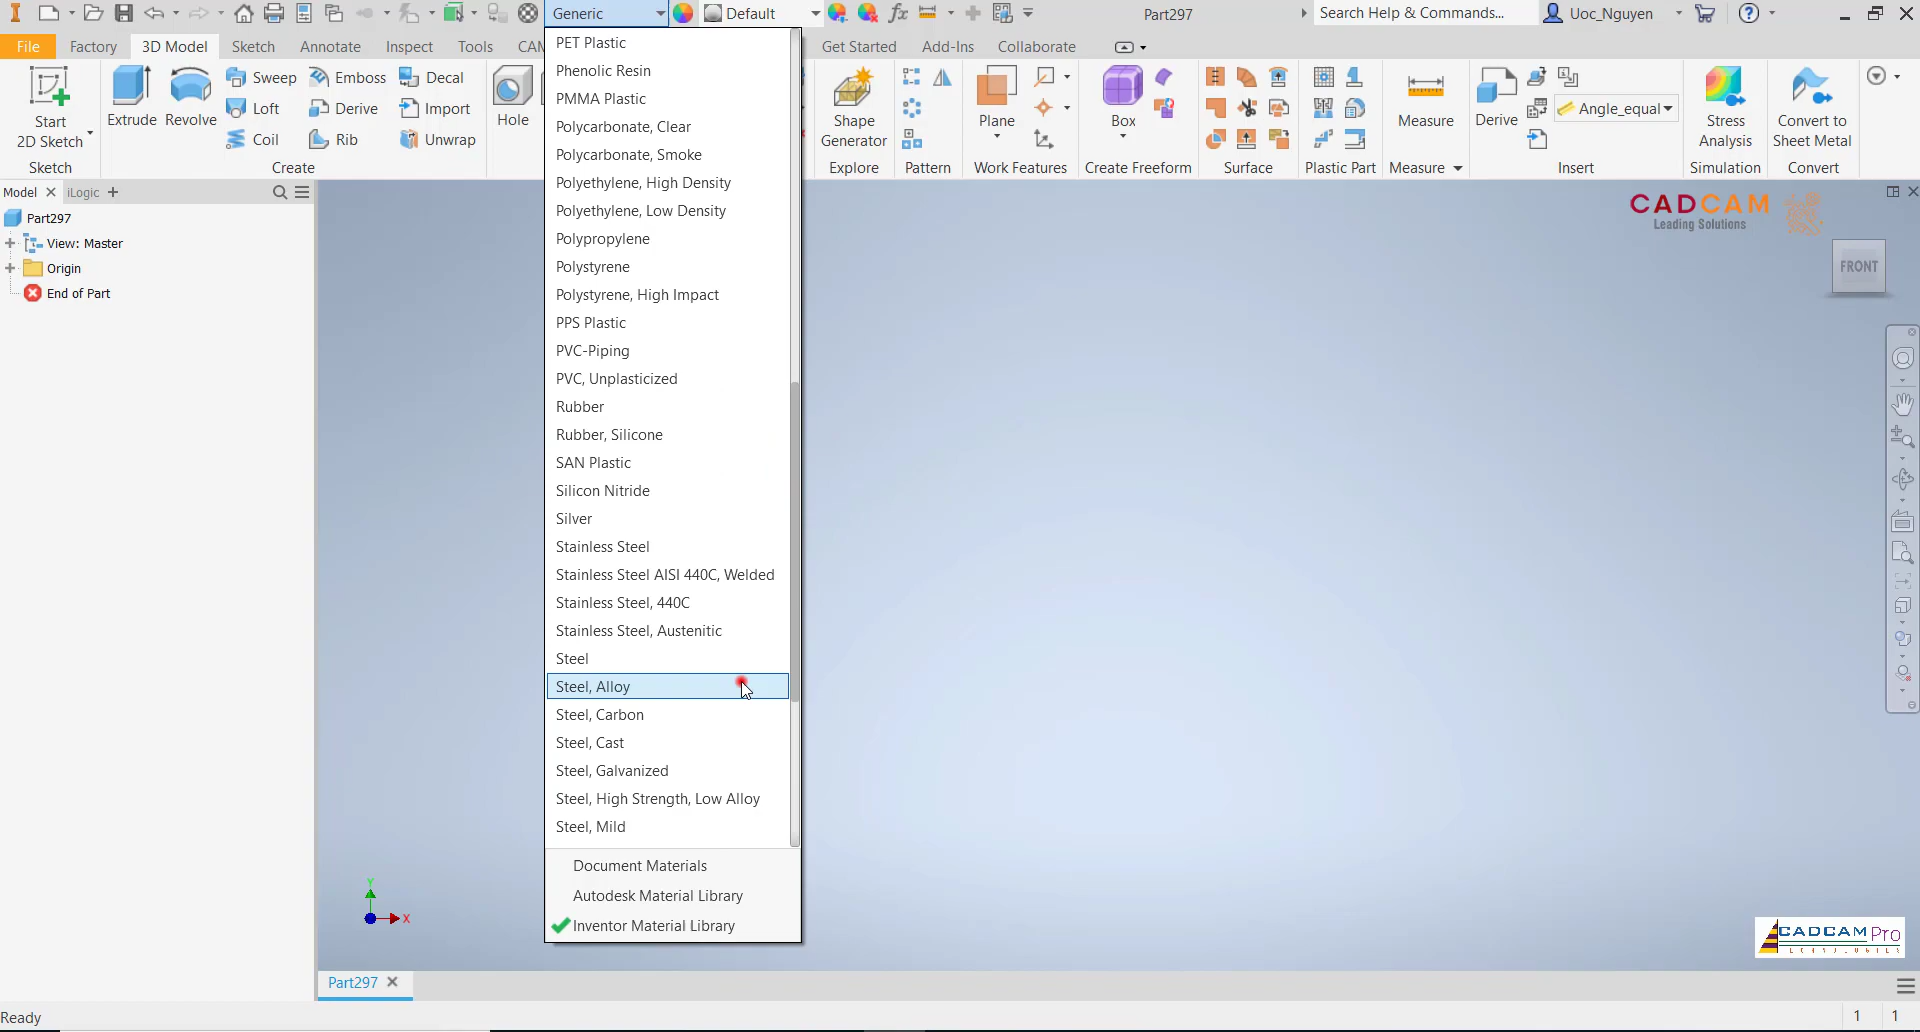 Generic
Default
Part297
Search Help & Commands...
Uoc_Nguyen
File
Factory
3D Model
Sketch
Annotate
Inspect
Tools
CAM
Get Started
Add-Ins
Collaborate
Start
2D Sketch
Sketch
Extrude
Revolve
Sweep
Loft
Coil
Emboss
Derive
Rib
Decal
Import
Unwrap
Create
Hole
Shape
Generator
Explore
Pattern
Plane
Work Features
Box
Create Freeform
Surface
Plastic Part
Measure
Measure
Derive
Angle_equal
Insert
Stress
Analysis
Simulation
Convert to
Sheet Metal
Convert
Model
iLogic
Part297
View: Master
Origin
End of Part
PET Plastic
Phenolic Resin
PMMA Plastic
Polycarbonate, Clear
Polycarbonate, Smoke
Polyethylene, High Density
Polyethylene, Low Density
Polypropylene
Polystyrene
Polystyrene, High Impact
PPS Plastic
PVC-Piping
PVC, Unplasticized
Rubber
Rubber, Silicone
SAN Plastic
Silicon Nitride
Silver
Stainless Steel
Stainless Steel AISI 440C, Welded
Stainless Steel, 440C
Stainless Steel, Austenitic
Steel
Steel, Alloy
Steel, Carbon
Steel, Cast
Steel, Galvanized
Steel, High Strength, Low Alloy
Steel, Mild
Document Materials
Autodesk Material Library
Inventor Material Library
CADCAM
Leading Solutions
FRONT
Y
X
CADCAM Pro
Part297
Ready
1
1